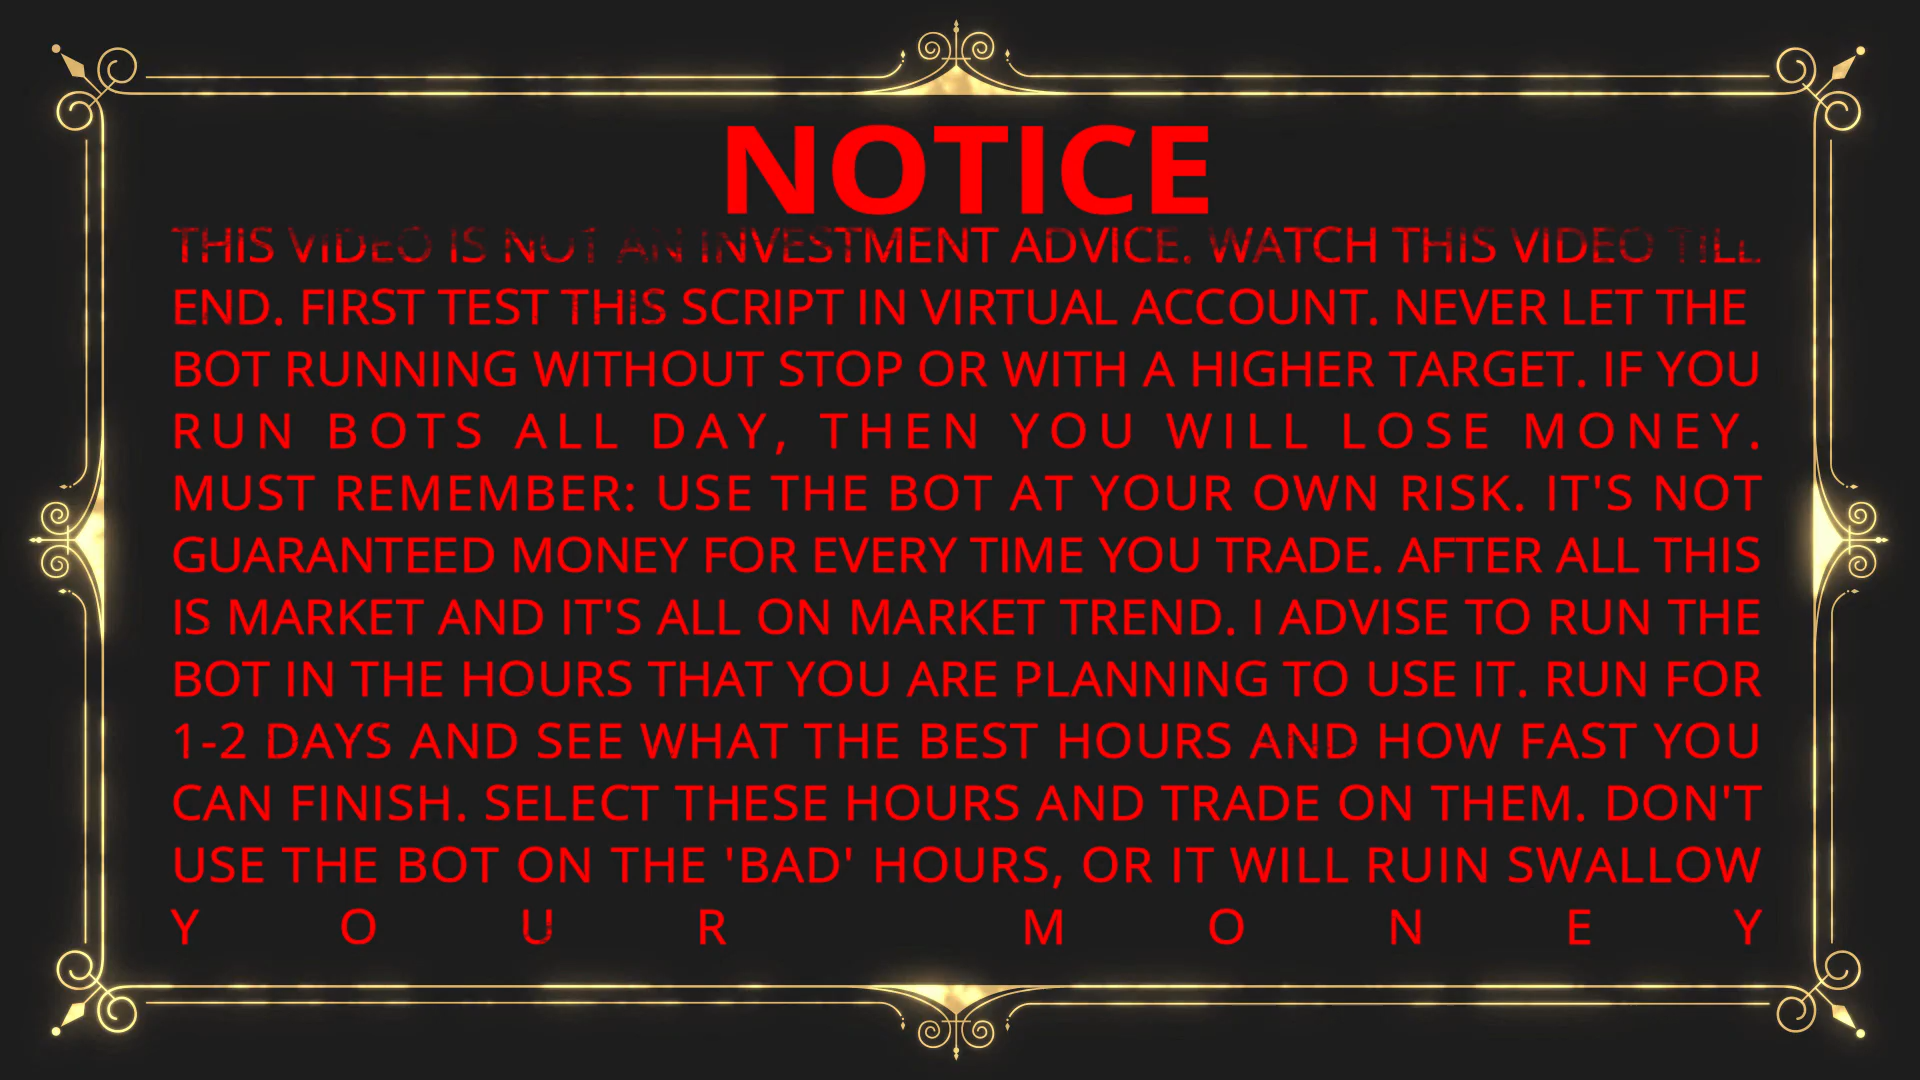 NOTICE
THIS VIDEO IS NOT AN INVESTMENT ADVICE. WATCH THIS VIDEO TILL
END. FIRST TEST THIS SCRIPT IN VIRTUAL ACCOUNT. NEVER LET THE
BOT RUNNING WITHOUT STOP OR WITH A HIGHER TARGET. IF YOU
RUN BOTS ALL DAY, THEN YOU WILL LOSE MONEY.
MUST REMEMBER: USE THE BOT AT YOUR OWN RISK. IT'S NOT
GUARANTEED MONEY FOR EVERY TIME YOU TRADE. AFTER ALL THIS
IS MARKET AND IT'S ALL ON MARKET TREND. I ADVISE TO RUN THE
BOT IN THE HOURS THAT YOU ARE PLANNING TO USE IT. RUN FOR
1-2 DAYS AND SEE WHAT THE BEST HOURS AND HOW FAST YOU
CAN FINISH. SELECT THESE HOURS AND TRADE ON THEM. DON'T
USE THE BOT ON THE 'BAD' HOURS, OR IT WILL RUIN SWALLOW
YOUR MONEY